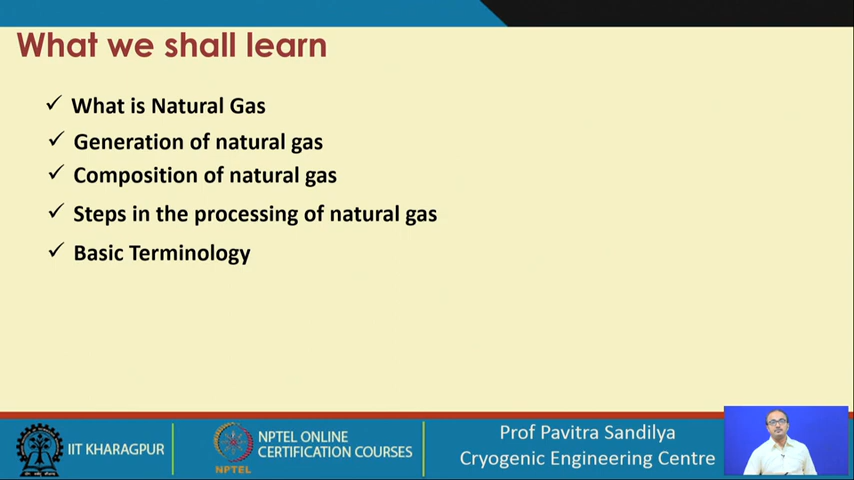 What we shall learn
✓ What is Natural Gas
✓ Generation of natural gas
✓ Composition of natural gas
✓ Steps in the processing of natural gas
✓ Basic Terminology
IIT KHARAGPUR
NPTEL
NPTEL ONLINE
CERTIFICATION COURSES
Prof Pavitra Sandilya
Cryogenic Engineering Centre